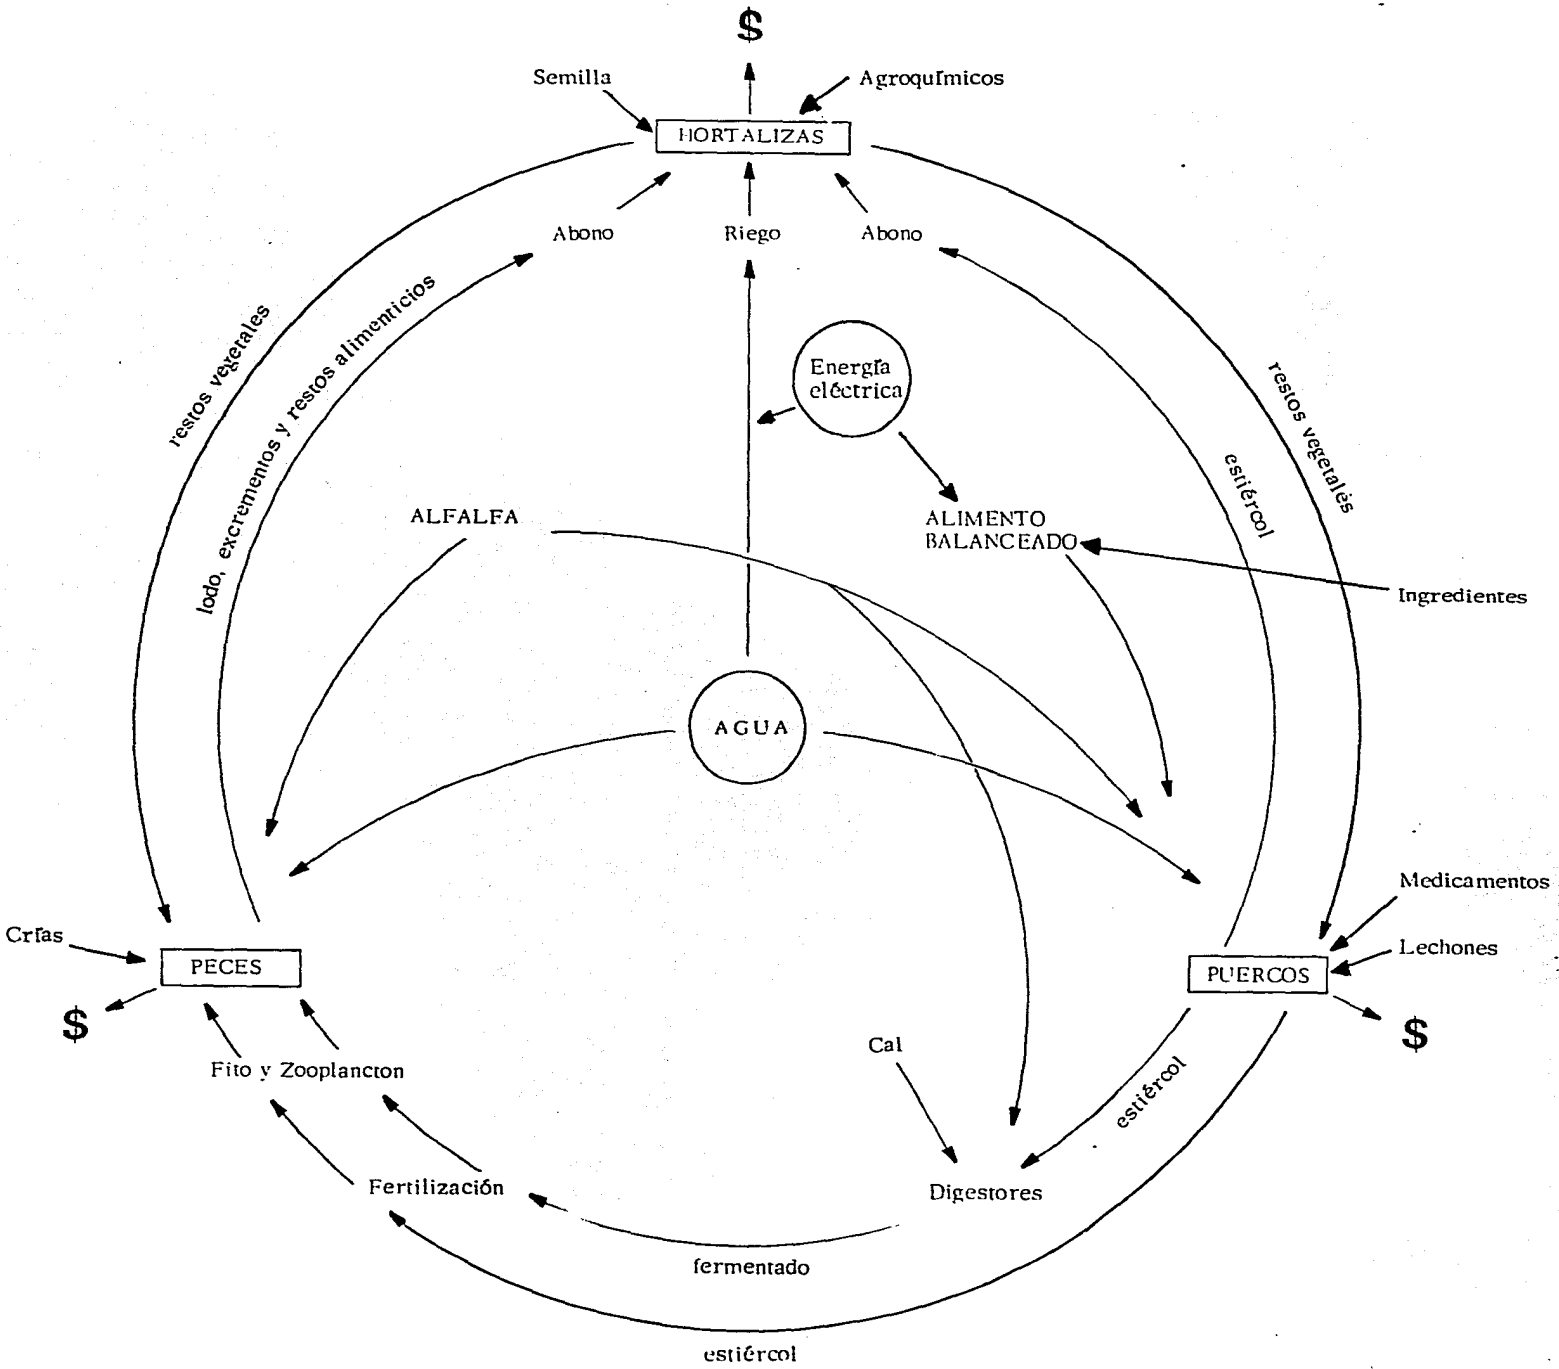 $
Semilla
Agroquímicos
HORTALIZAS
Abono
Riego
Abono
restos vegetales
lodo, excrementos y restos alimenticios
Energía
eléctrica
restos vegetales
estiércol
ALFALFA
ALIMENTO
BALANCEADO
Ingredientes
AGUA
Medicamentos
Crías
Lechones
PECES
PUERCOS
$
$
Cal
Fito y Zooplancton
estiércol
Fertilización
Digestores
fermentado
estiércol